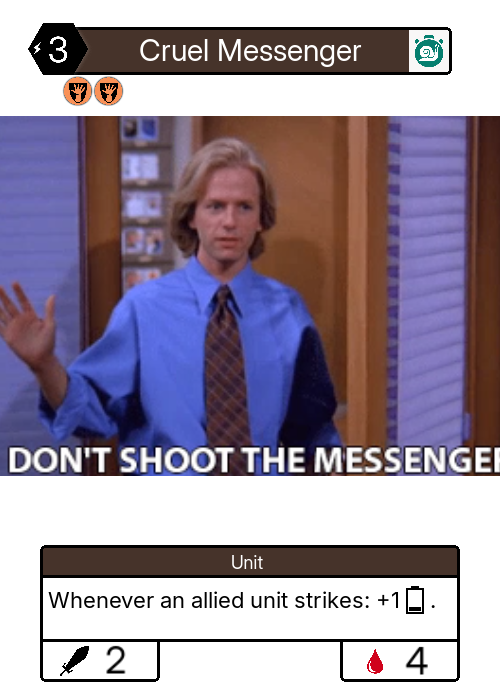 3
Cruel Messenger
DON'T SHOOT THE MESSENGER
Unit
Whenever an allied unit strikes: +1 .
2
4